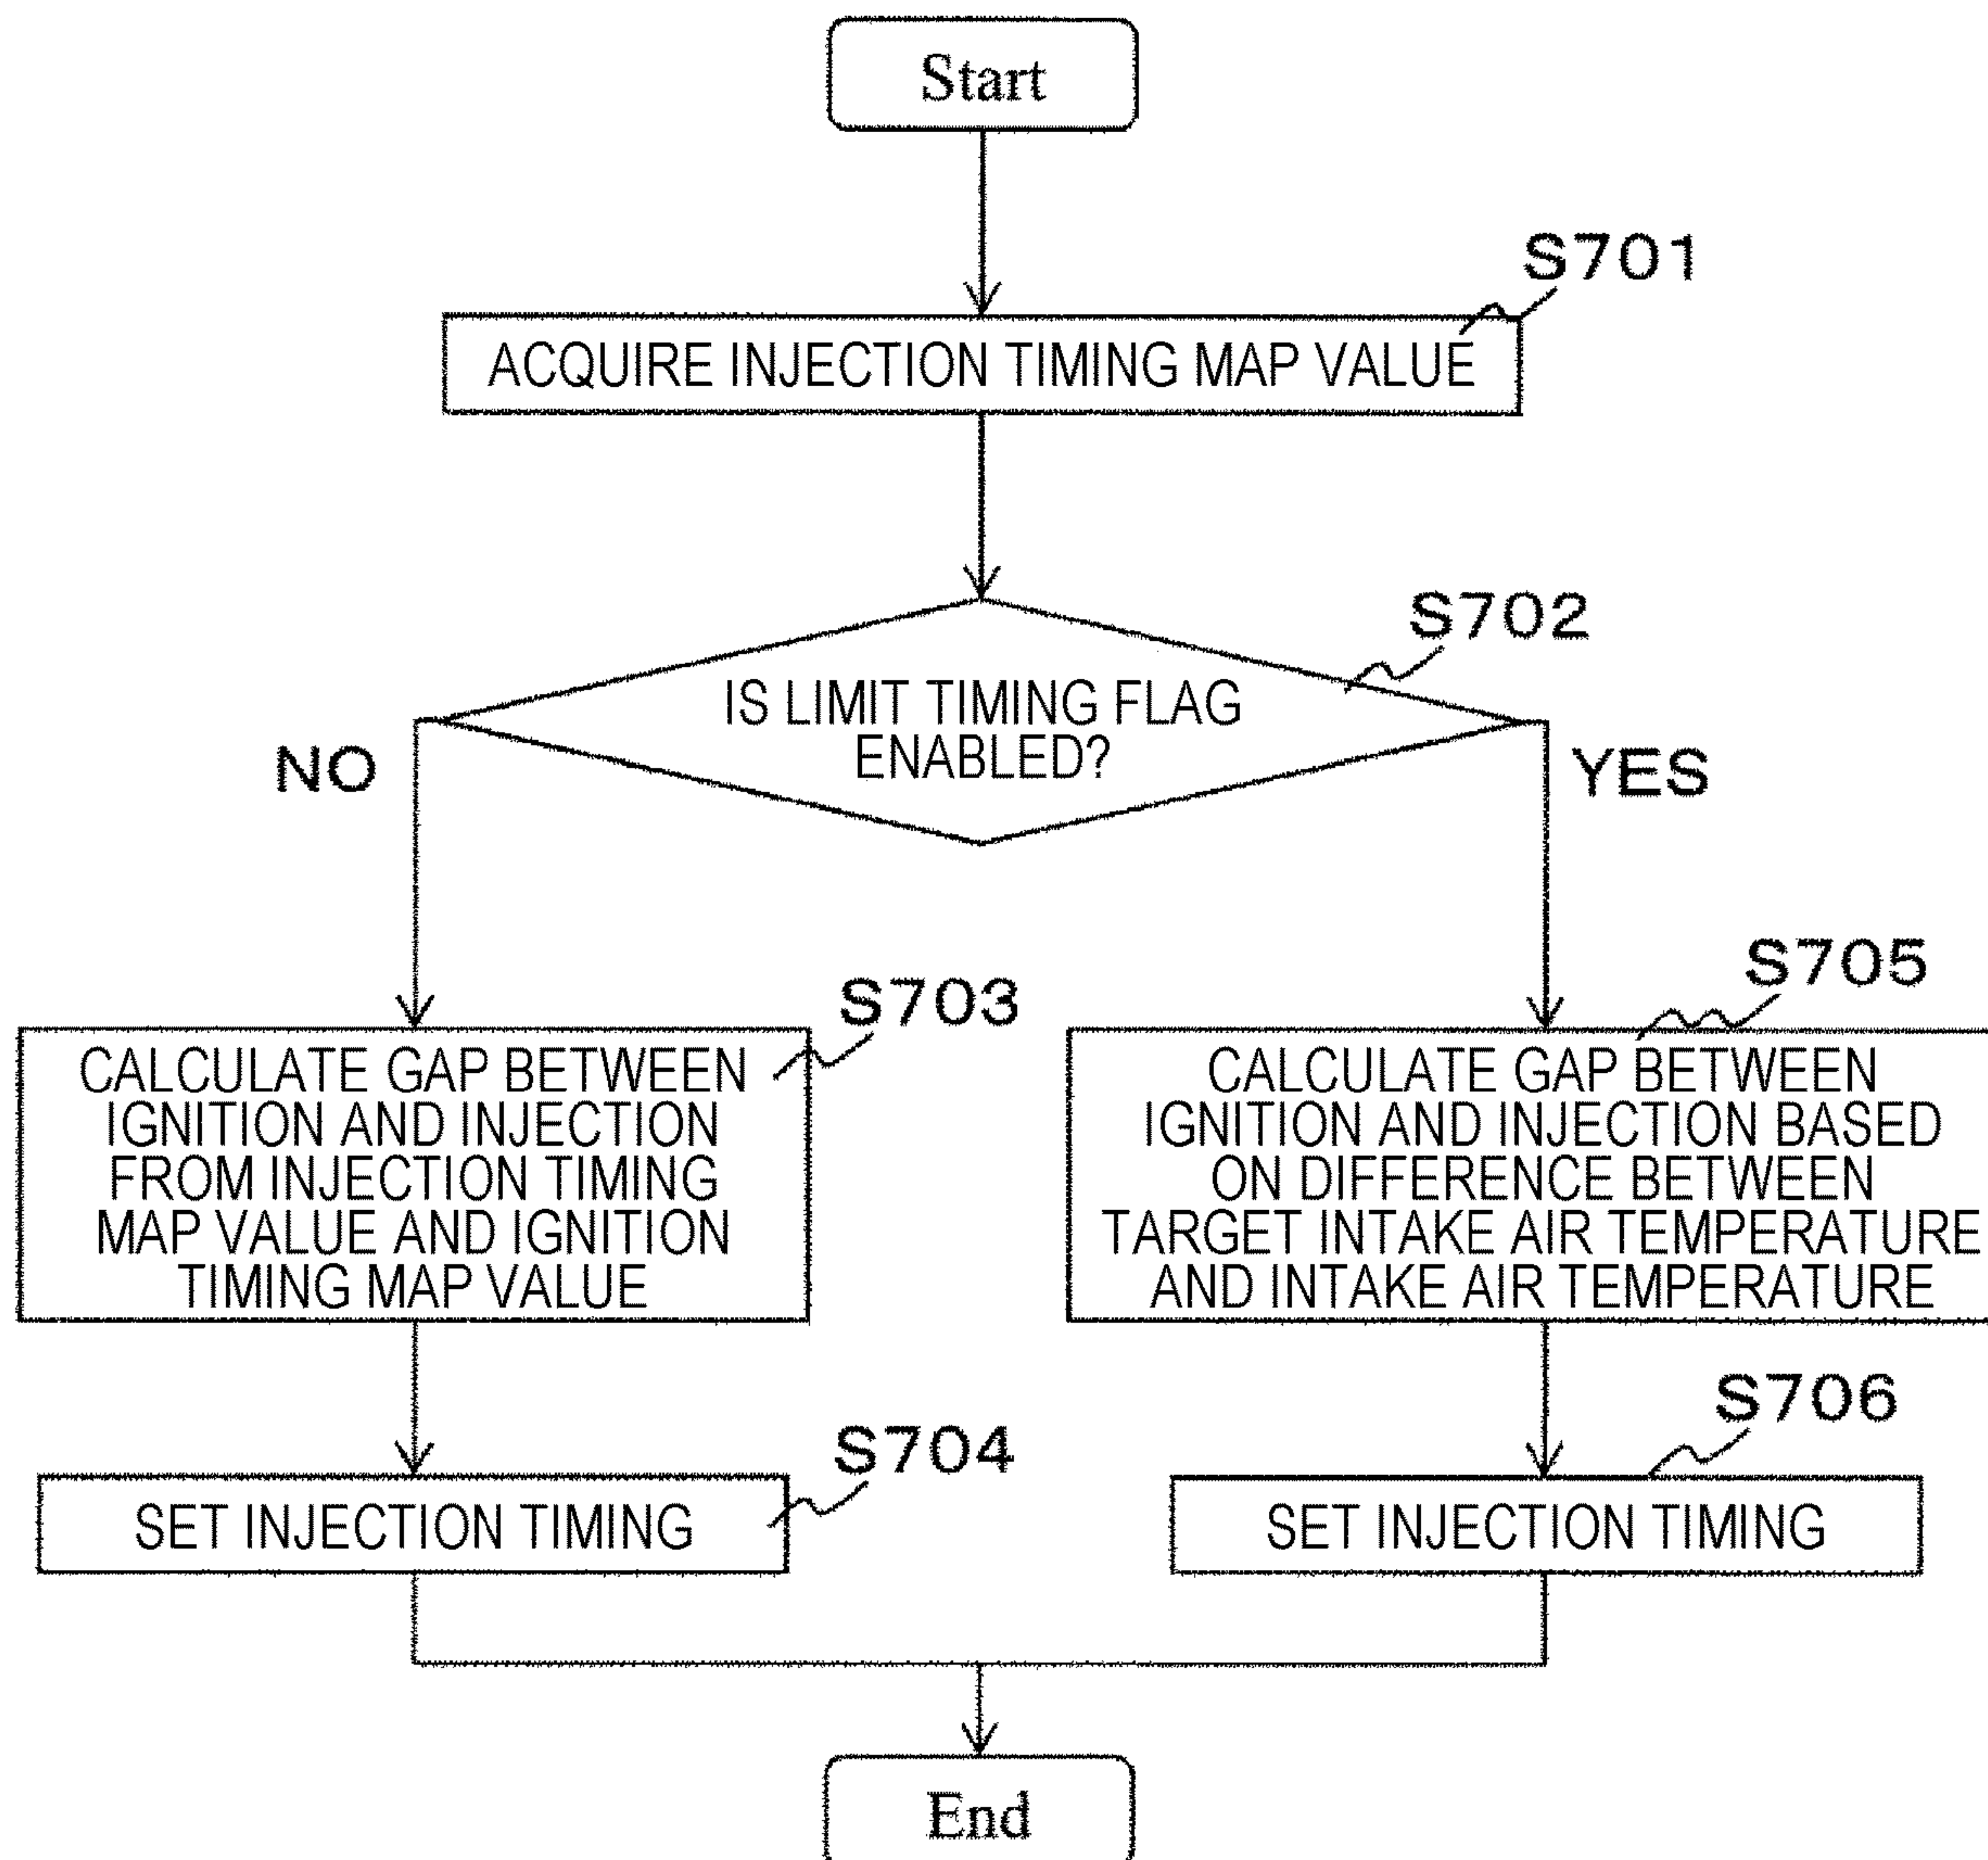 Start
S701
ACQUIRE INJECTION TIMING MAP VALUE
S702
IS LIMIT TIMING FLAG
ENABLED?
NO
YES
S703
CALCULATE GAP BETWEEN
IGNITION AND INJECTION
FROM INJECTION TIMING
MAP VALUE AND IGNITION
TIMING MAP VALUE
S705
CALCULATE GAP BETWEEN
IGNITION AND INJECTION BASED
ON DIFFERENCE BETWEEN
TARGET INTAKE AIR TEMPERATURE
AND INTAKE AIR TEMPERATURE
S704
SET INJECTION TIMING
S706
SET INJECTION TIMING
End